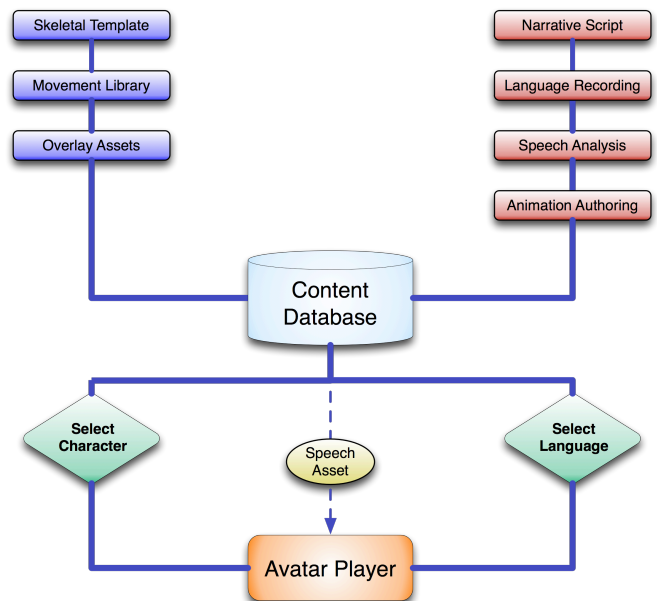 Skeletal Template
Movement Library
Overlay Assets
Narrative Script
Language Recording
Speech Analysis
Animation Authoring
Content
Database
Select
Character
Speech
Asset
Select
Language
Avatar Player